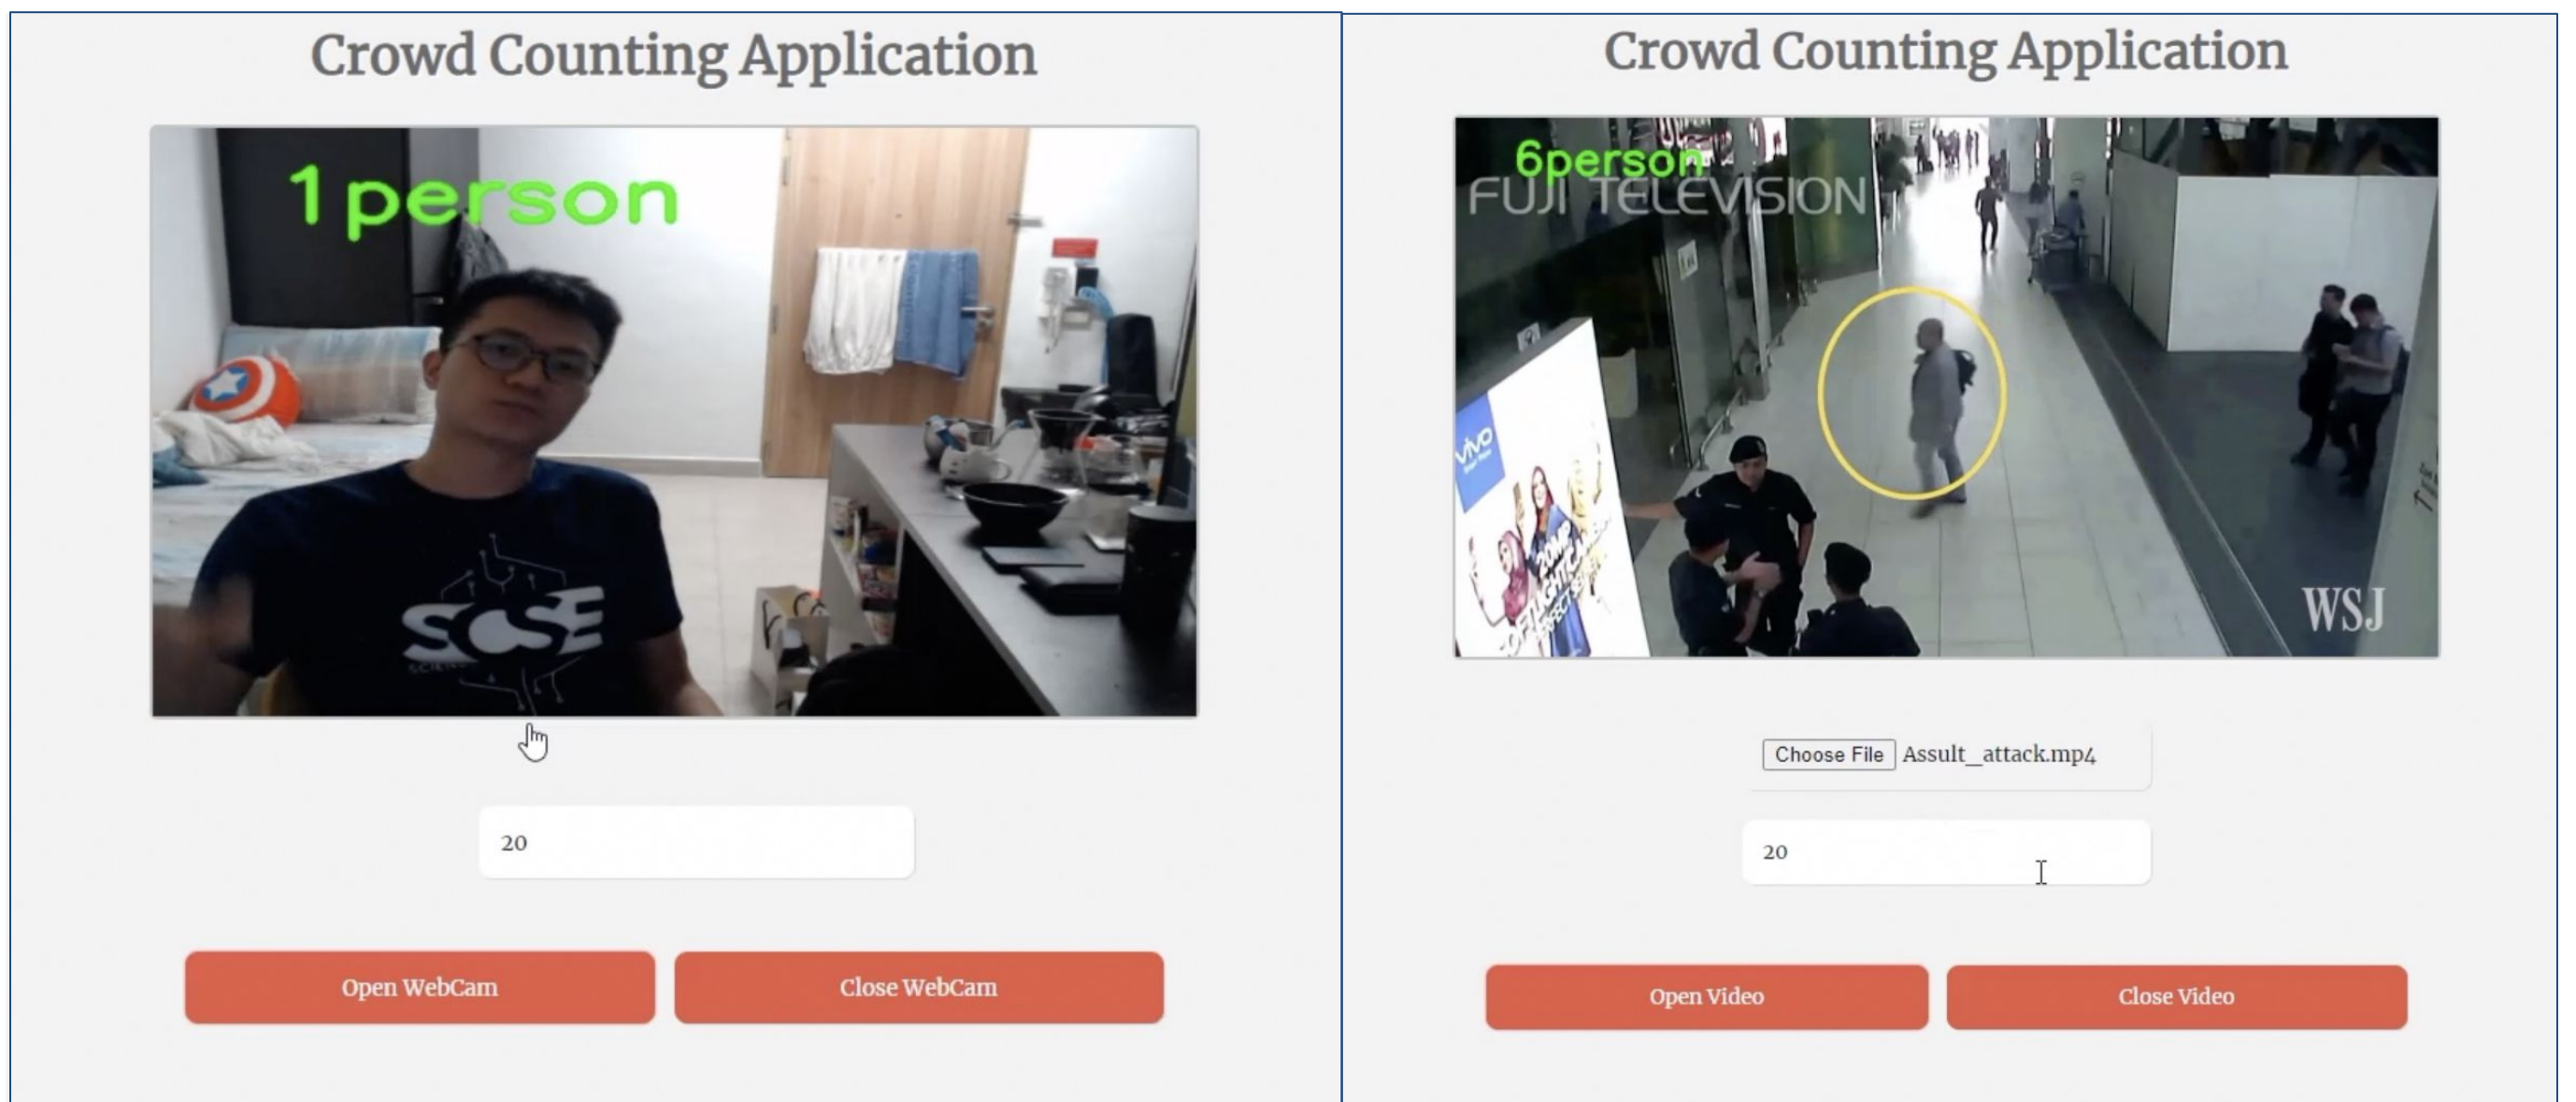 Crowd Counting Application
1person
SCSE
20
Open WebCam
Close WebCam
Crowd Counting Application
6person
FUJI TELEVISION
vivo
20MP
WSJ
Choose File
Assult_attack.mp4
20
Open Video
Close Video